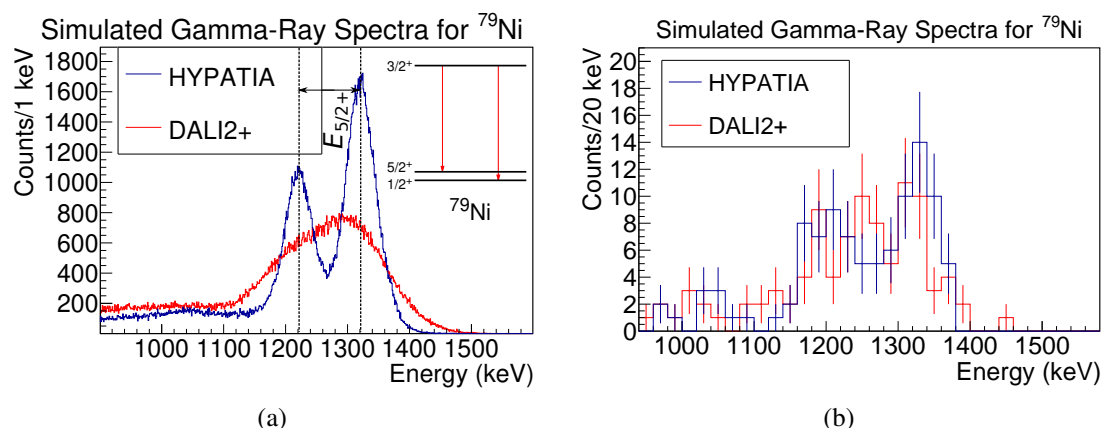 Simulated Gamma-Ray Spectra for ⁷⁹Ni
Counts/1 keV
1800
1600
1400
1200
1000
800
600
400
200
HYPATIA
DALI2+
E5/2+
3/2⁺
5/2⁺
1/2⁺
⁷⁹Ni
1000 1100 1200 1300 1400 1500
Energy (keV)
(a)
Simulated Gamma-Ray Spectra for ⁷⁹Ni
Counts/20 keV
20
18
16
14
12
10
8
6
4
2
0
HYPATIA
DALI2+
1000 1100 1200 1300 1400 1500
Energy (keV)
(b)